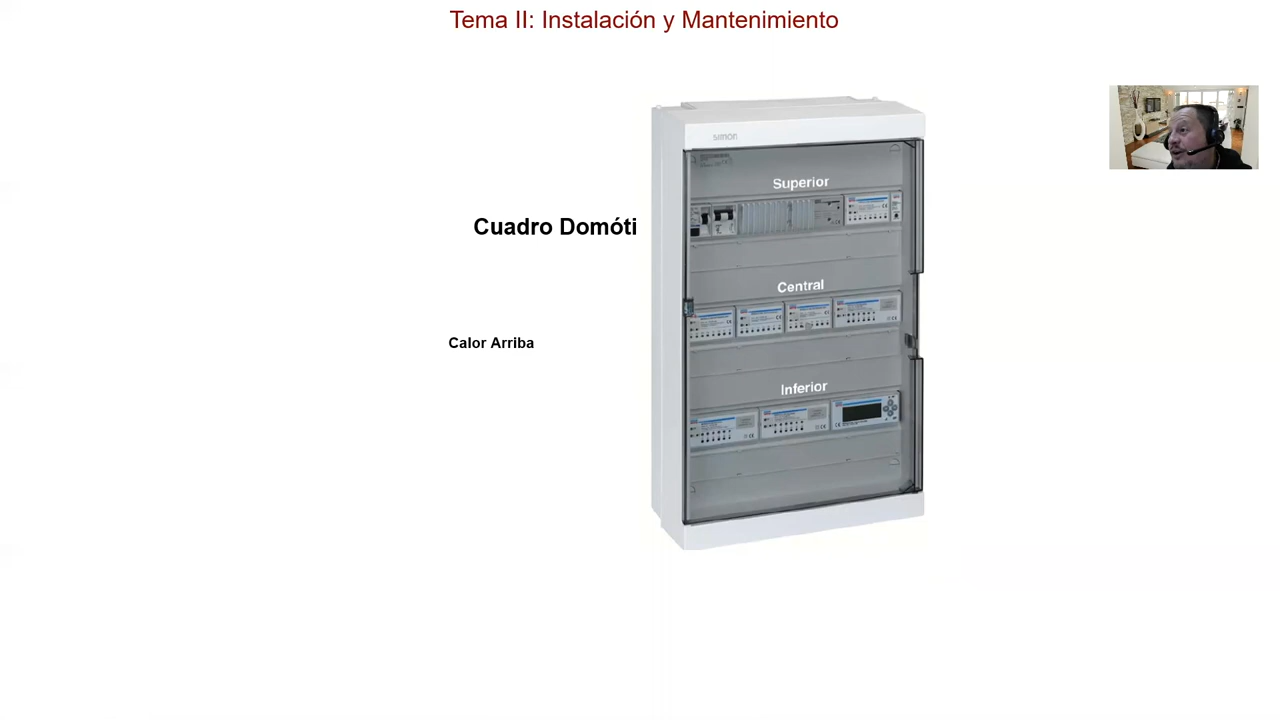 Tema II: Instalación y Mantenimiento
simon
Superior
Cuadro Domóti
Central
Calor Arriba
Inferior